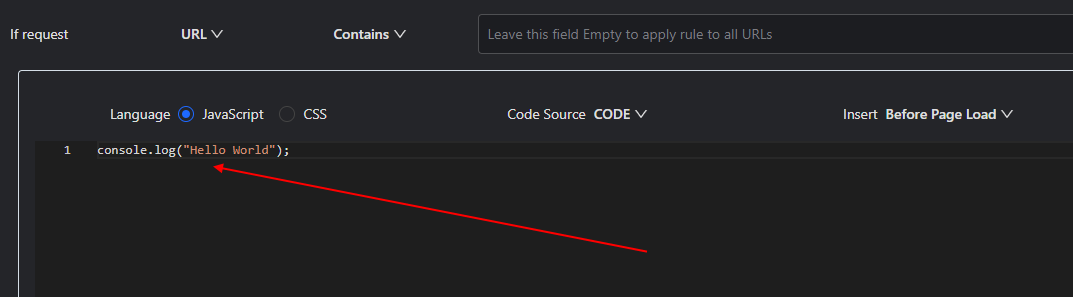 If request URL Contains Leave this field Empty to apply rule to all URLs
Language JavaScript CSS Code Source CODE Insert Before Page Load
1 console.log("Hello World");